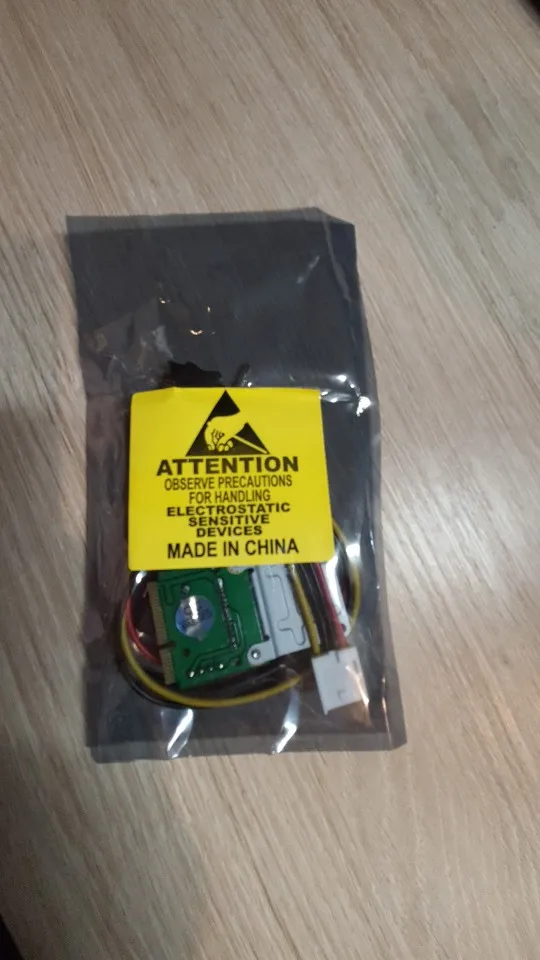 ATTENTION
OBSERVE PRECAUTIONS
FOR HANDLING
ELECTROSTATIC
SENSITIVE
DEVICES
MADE IN CHINA